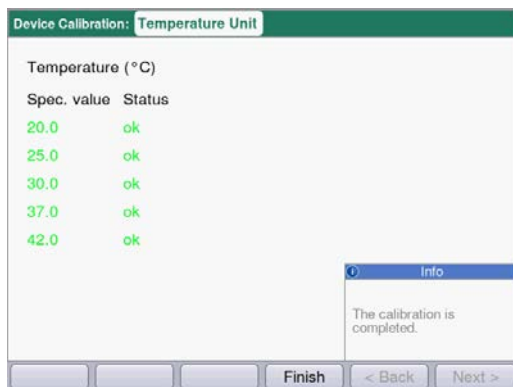 Device Calibration: Temperature Unit
Temperature (°C)
Spec. value Status
20.0 ok
25.0 ok
30.0 ok
37.0 ok
42.0 ok
Info
The calibration is
completed.
Finish < Back Next >